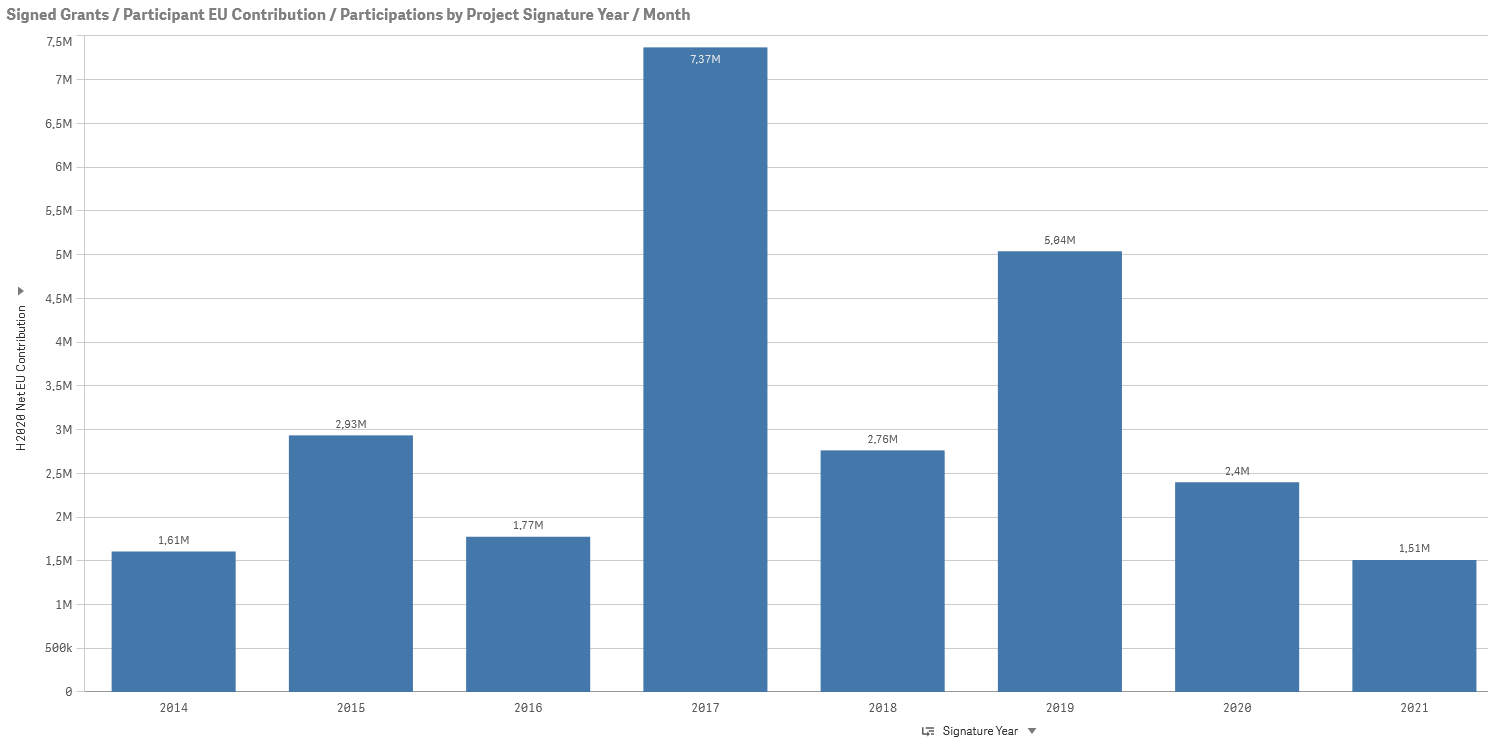 Signed Grants / Participant EU Contribution / Participations by Project Signature Year / Month
7,5M
7M
6,5M
6M
5,5M
5M
4,5M
4M
3,5M
3M
2,5M
2M
1,5M
1M
500k
0
H2020 Net EU Contribution
1,61M
2,93M
1,77M
7,37M
2,76M
5,04M
2,4M
1,51M
2014
2015
2016
2017
2018
2019
2020
2021
Signature Year